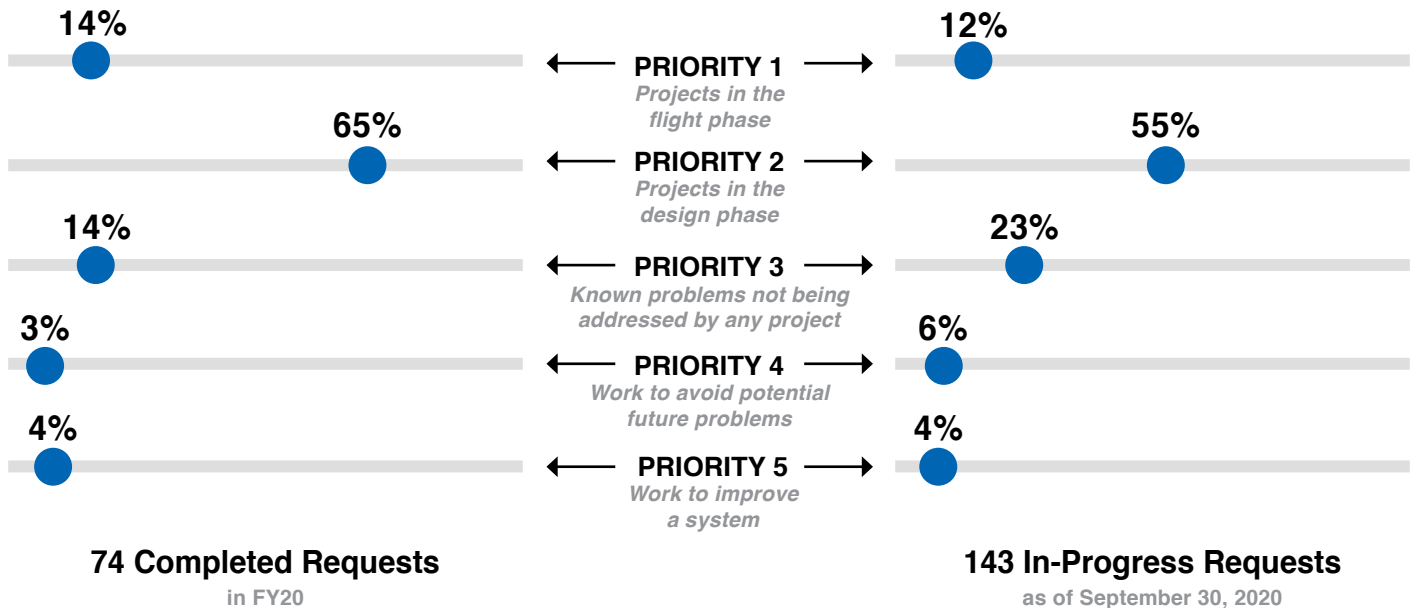 14%
12%
PRIORITY 1
Projects in the
flight phase
65%
55%
PRIORITY 2
Projects in the
design phase
14%
23%
PRIORITY 3
Known problems not being
addressed by any project
3%
6%
PRIORITY 4
Work to avoid potential
future problems
4%
4%
PRIORITY 5
Work to improve
a system
74 Completed Requests
in FY20
143 In-Progress Requests
as of September 30, 2020